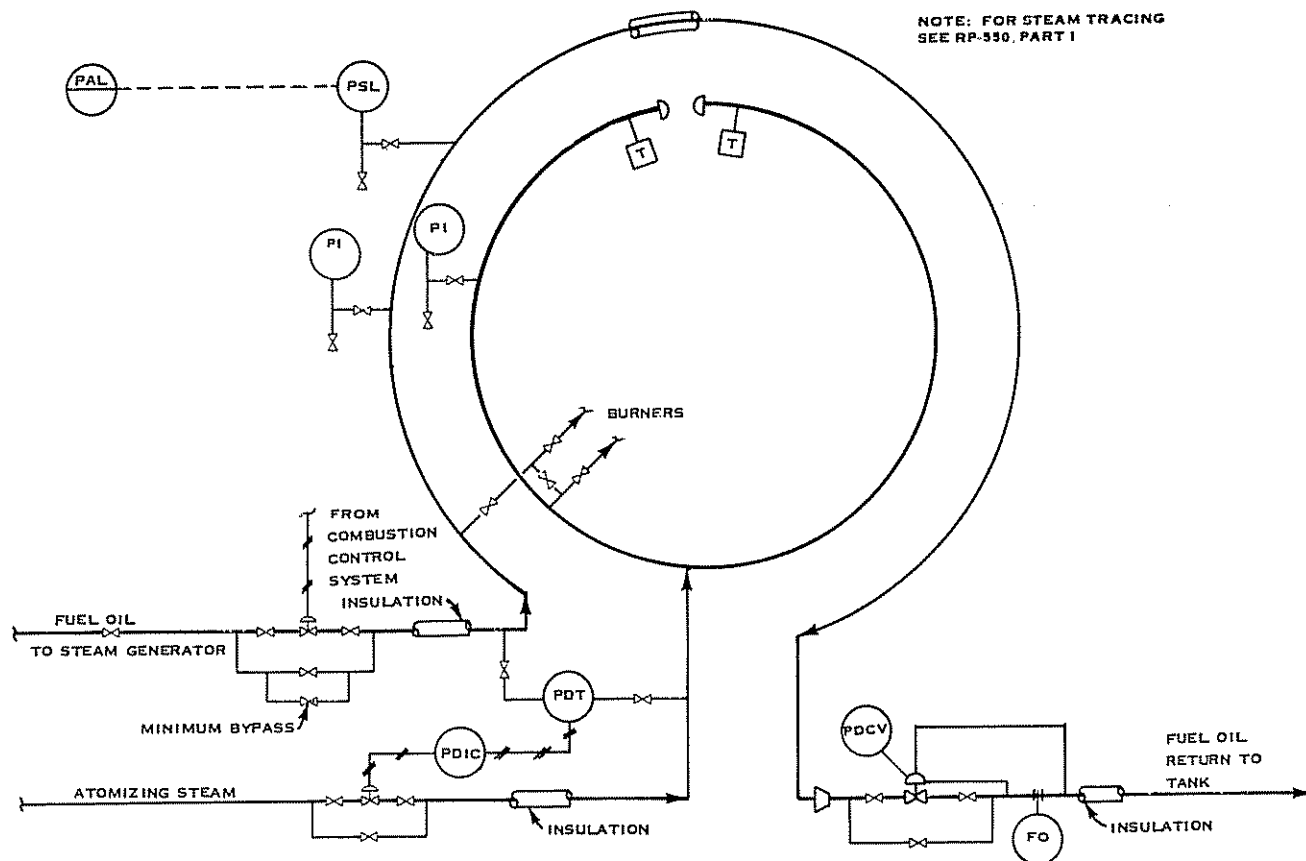 NOTE: FOR STEAM TRACING
SEE RP-550, PART I
PAL
PSL
T
T
PI
PI
BURNERS
FROM
COMBUSTION
CONTROL
SYSTEM
INSULATION
FUEL OIL
TO STEAM GENERATOR
MINIMUM BYPASS
PDT
PDIC
PDCV
FUEL OIL
RETURN TO
TANK
ATOMIZING STEAM
INSULATION
FO
INSULATION